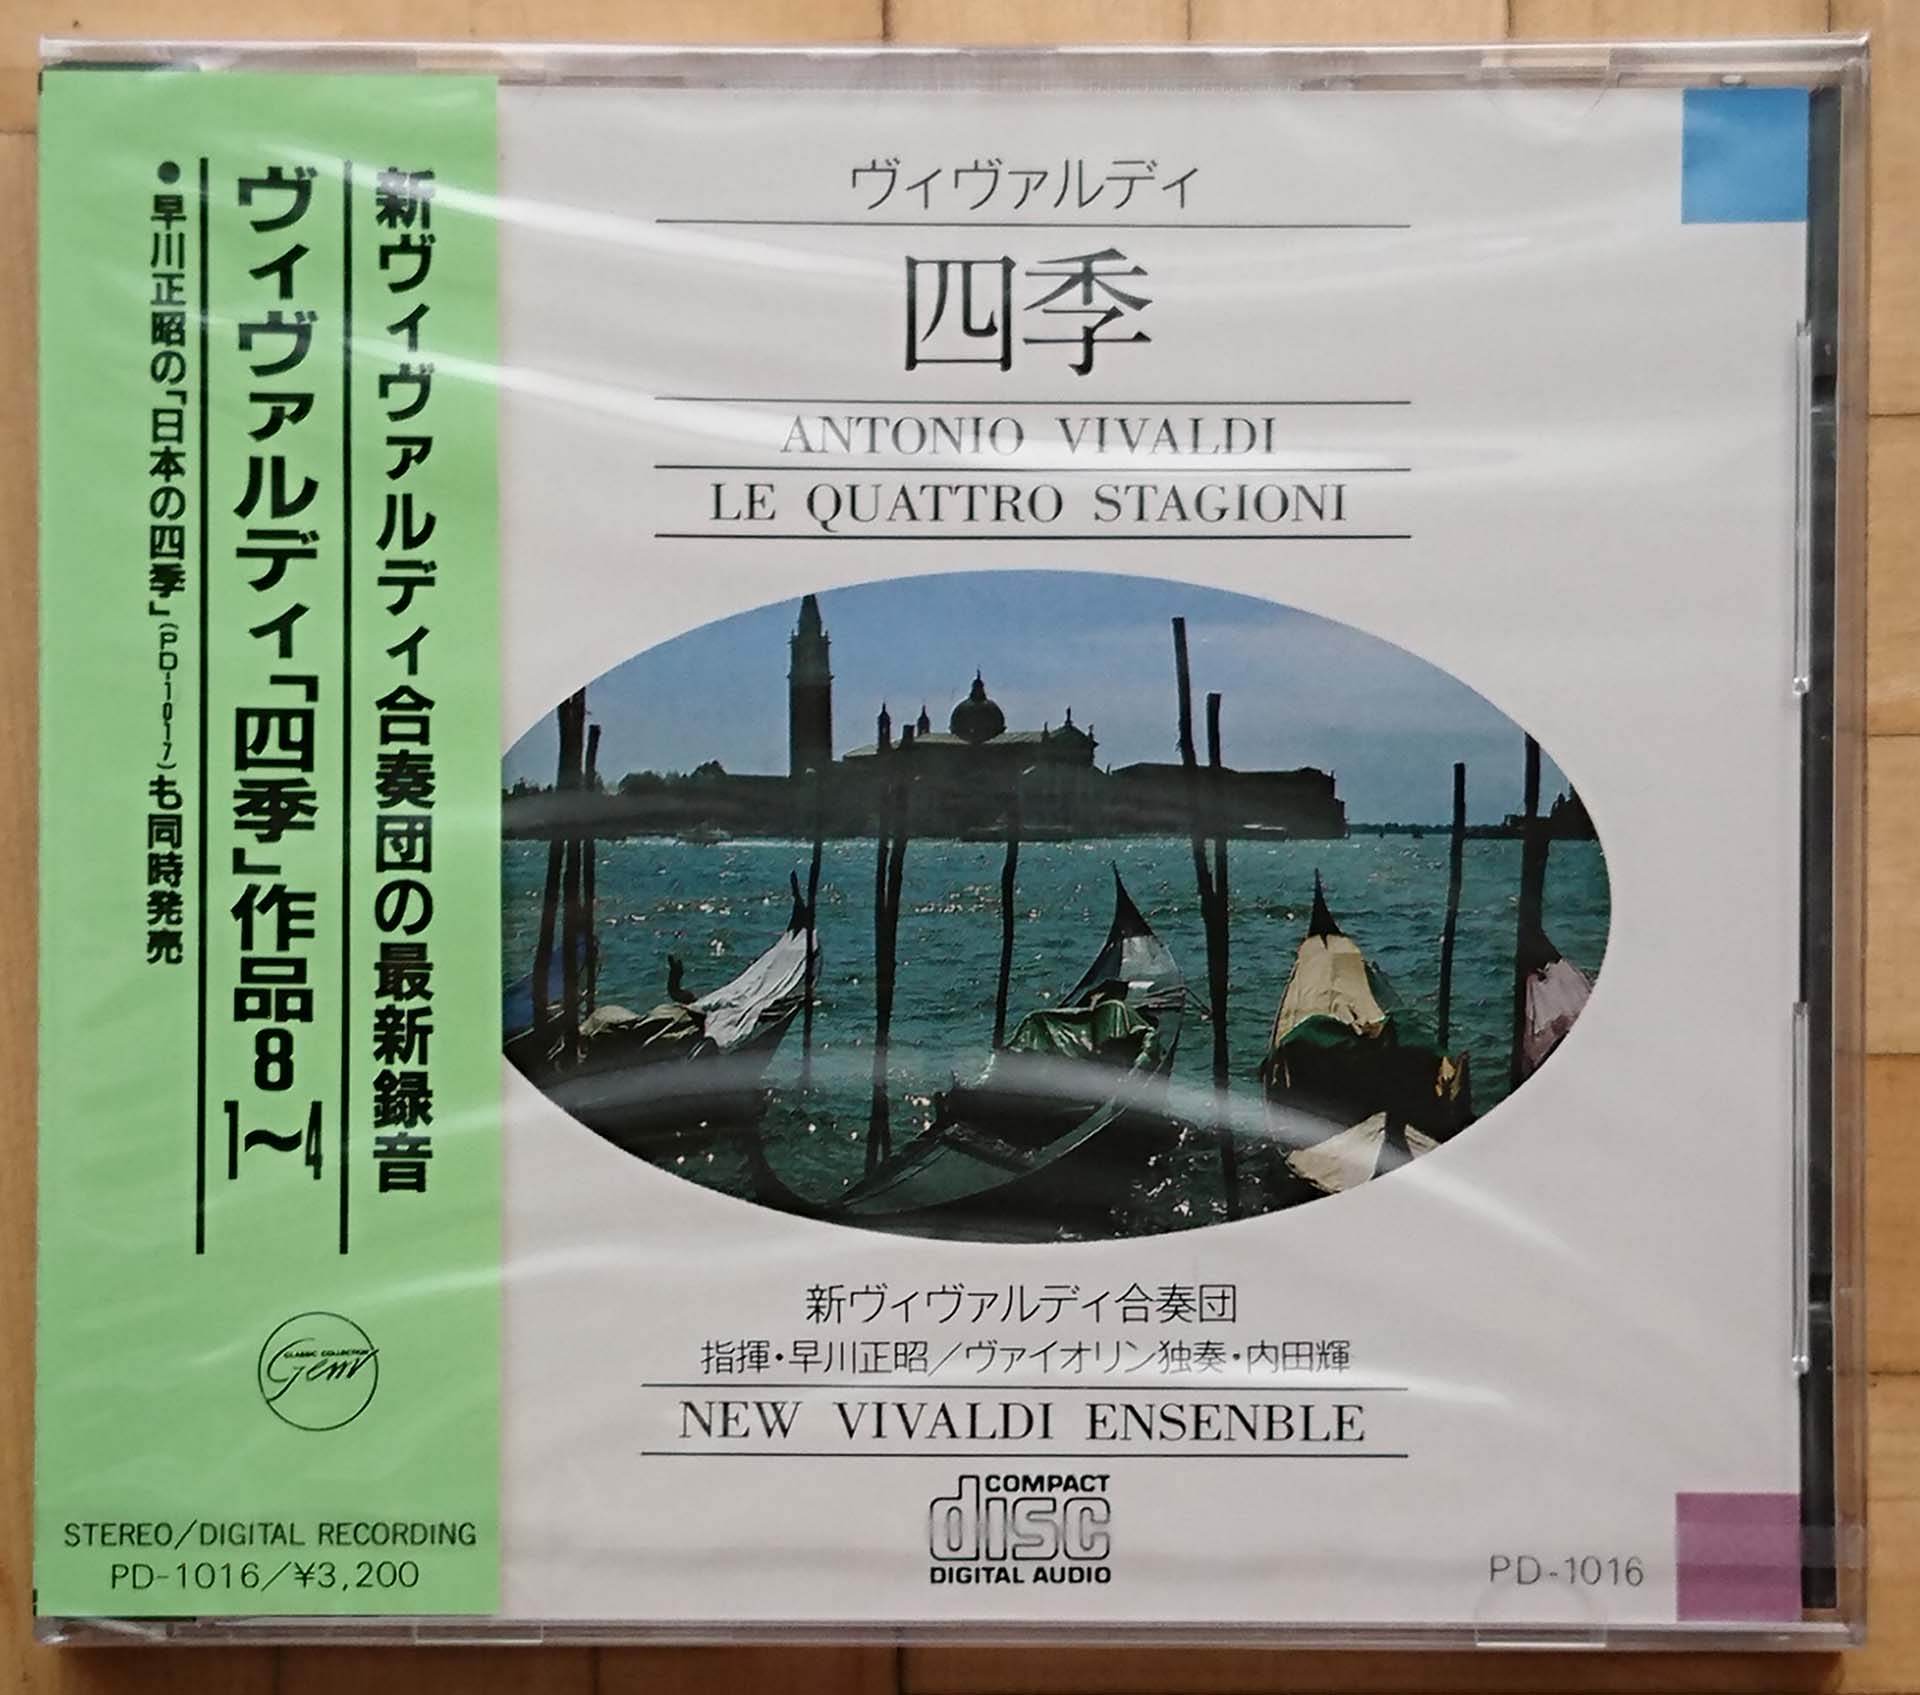 新ヴィヴァルディ合奏団の最新録音
ヴィヴァルディ「四季」作品8
1〜4
●早川正昭の「日本の四季」(PD-1017)も同時発売
CLASSIC COLLECTION
Gem
STEREO/DIGITAL RECORDING
PD-1016/¥3,200
ヴィヴァルディ
四季
ANTONIO VIVALDI
LE QUATTRO STAGIONI
新ヴィヴァルディ合奏団
指揮・早川正昭/ヴァイオリン独奏・内田輝
NEW VIVALDI ENSENBLE
COMPACT
disc
DIGITAL AUDIO
PD-1016